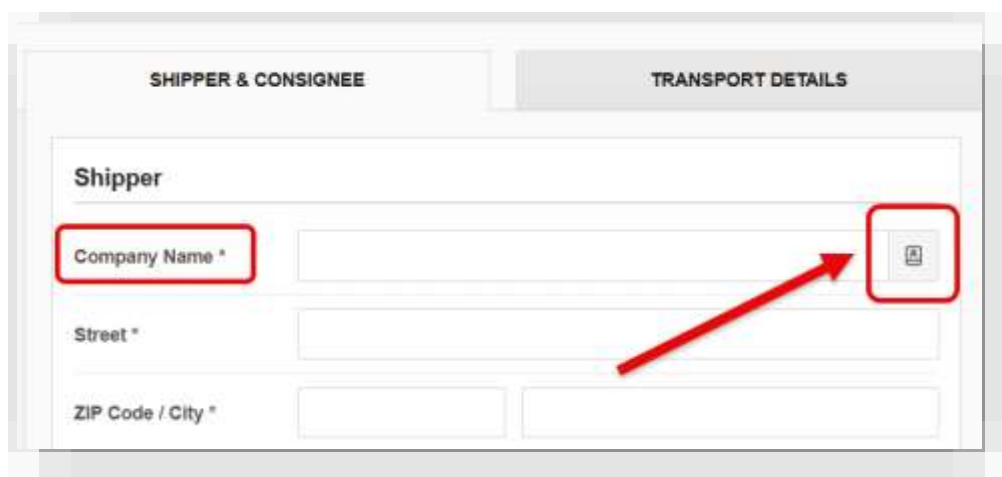 SHIPPER & CONSIGNEE
TRANSPORT DETAILS
Shipper
Company Name *
Street *
ZIP Code / City *